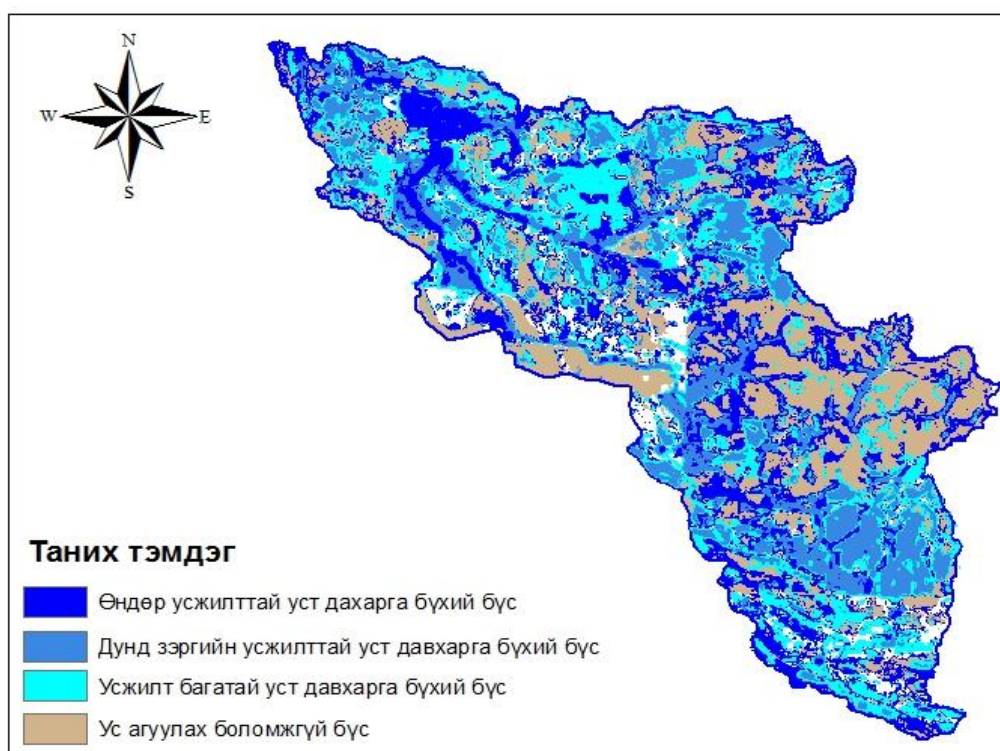 N
W E
S
Таних тэмдэг
Өндөр усжилттай уст дахарга бүхий бүс
Дунд зэргийн усжилттай уст давхарга бүхий бүс
Усжилт багатай уст давхарга бүхий бүс
Ус агуулах боломжгүй бүс